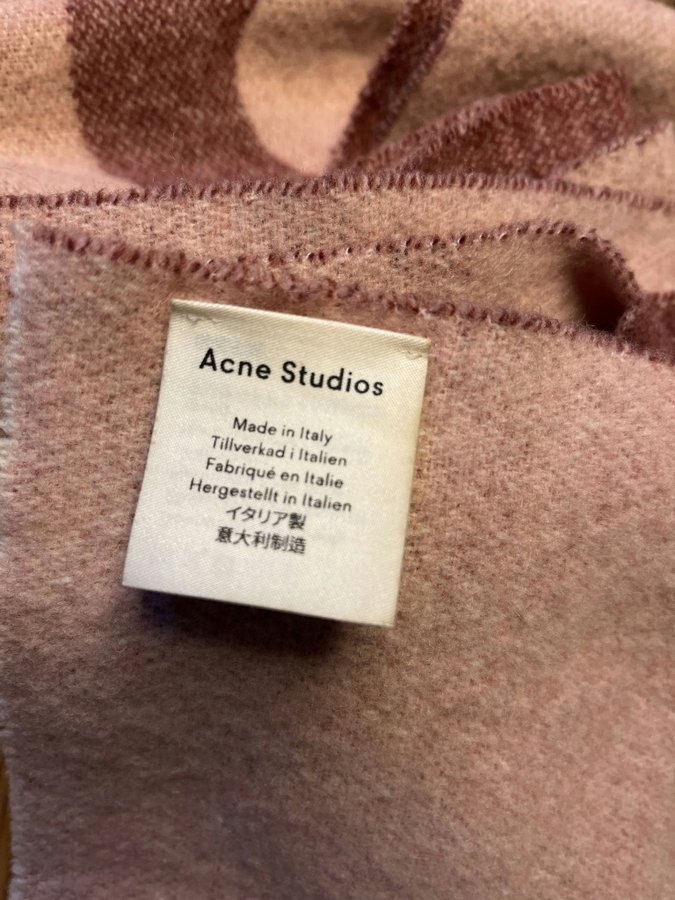 Acne Studios
Made in Italy
Tillverkad i Italien
Fabriqué en Italie
Hergestellt in Italien
イタリア製
意大利制造